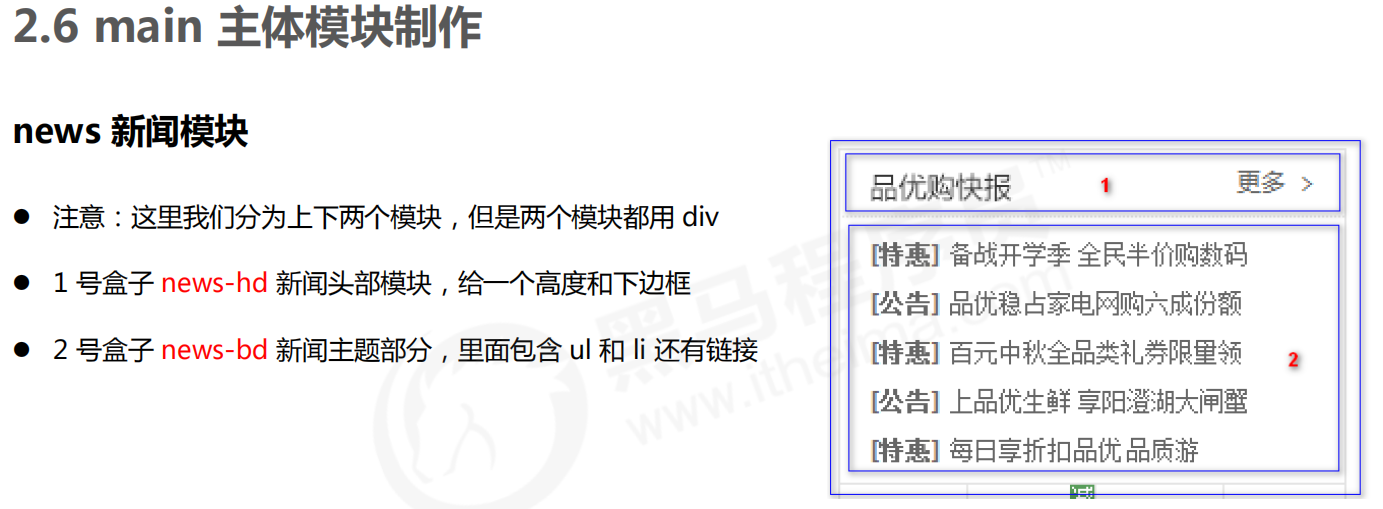 2.6 main 主体模块制作
news 新闻模块
● 注意：这里我们分为上下两个模块，但是两个模块都用 div
● 1 号盒子 news-hd 新闻头部模块，给一个高度和下边框
● 2 号盒子 news-bd 新闻主题部分，里面包含 ul 和 li 还有链接
品优购快报 1 更多 >
[特惠] 备战开学季 全民半价购数码
[公告] 品优稳占家电网购六成份额
[特惠] 百元中秋全品类礼券限量领
2
[公告] 上品优生鲜 享阳澄湖大闸蟹
[特惠] 每日享折扣品优品质游
黑马程序员™
www.itheima.com